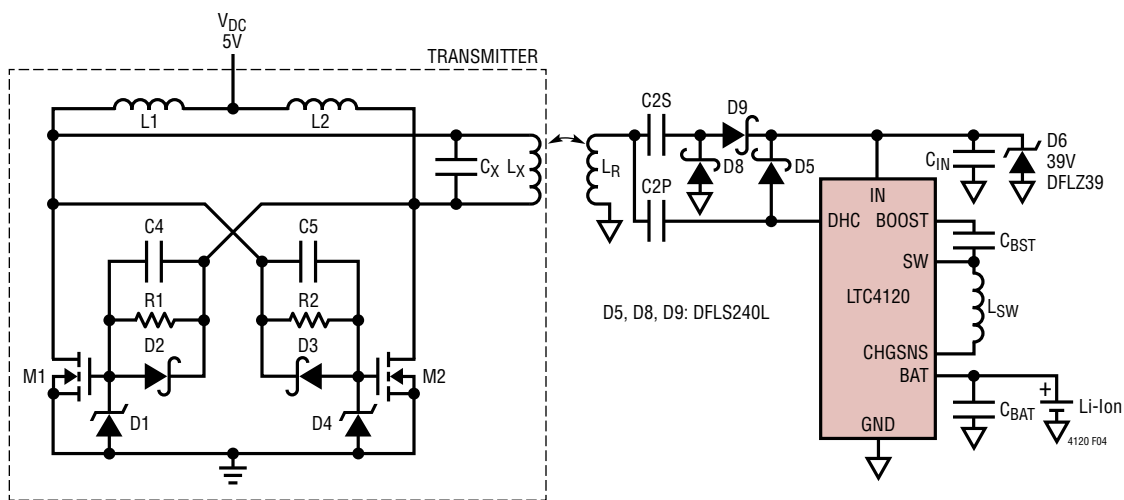 VDC
5V
TRANSMITTER
L1
L2
CX
LX
LR
C2S
D9
D8
D5
C2P
CIN
D6
39V
DFLZ39
IN
DHC
BOOST
CBST
SW
LTC4120
LSW
CHGSNS
BAT
CBAT
+
Li-Ion
GND
D5, D8, D9: DFLS240L
C4
C5
R1
R2
D2
D3
M1
M2
D1
D4
4120 F04